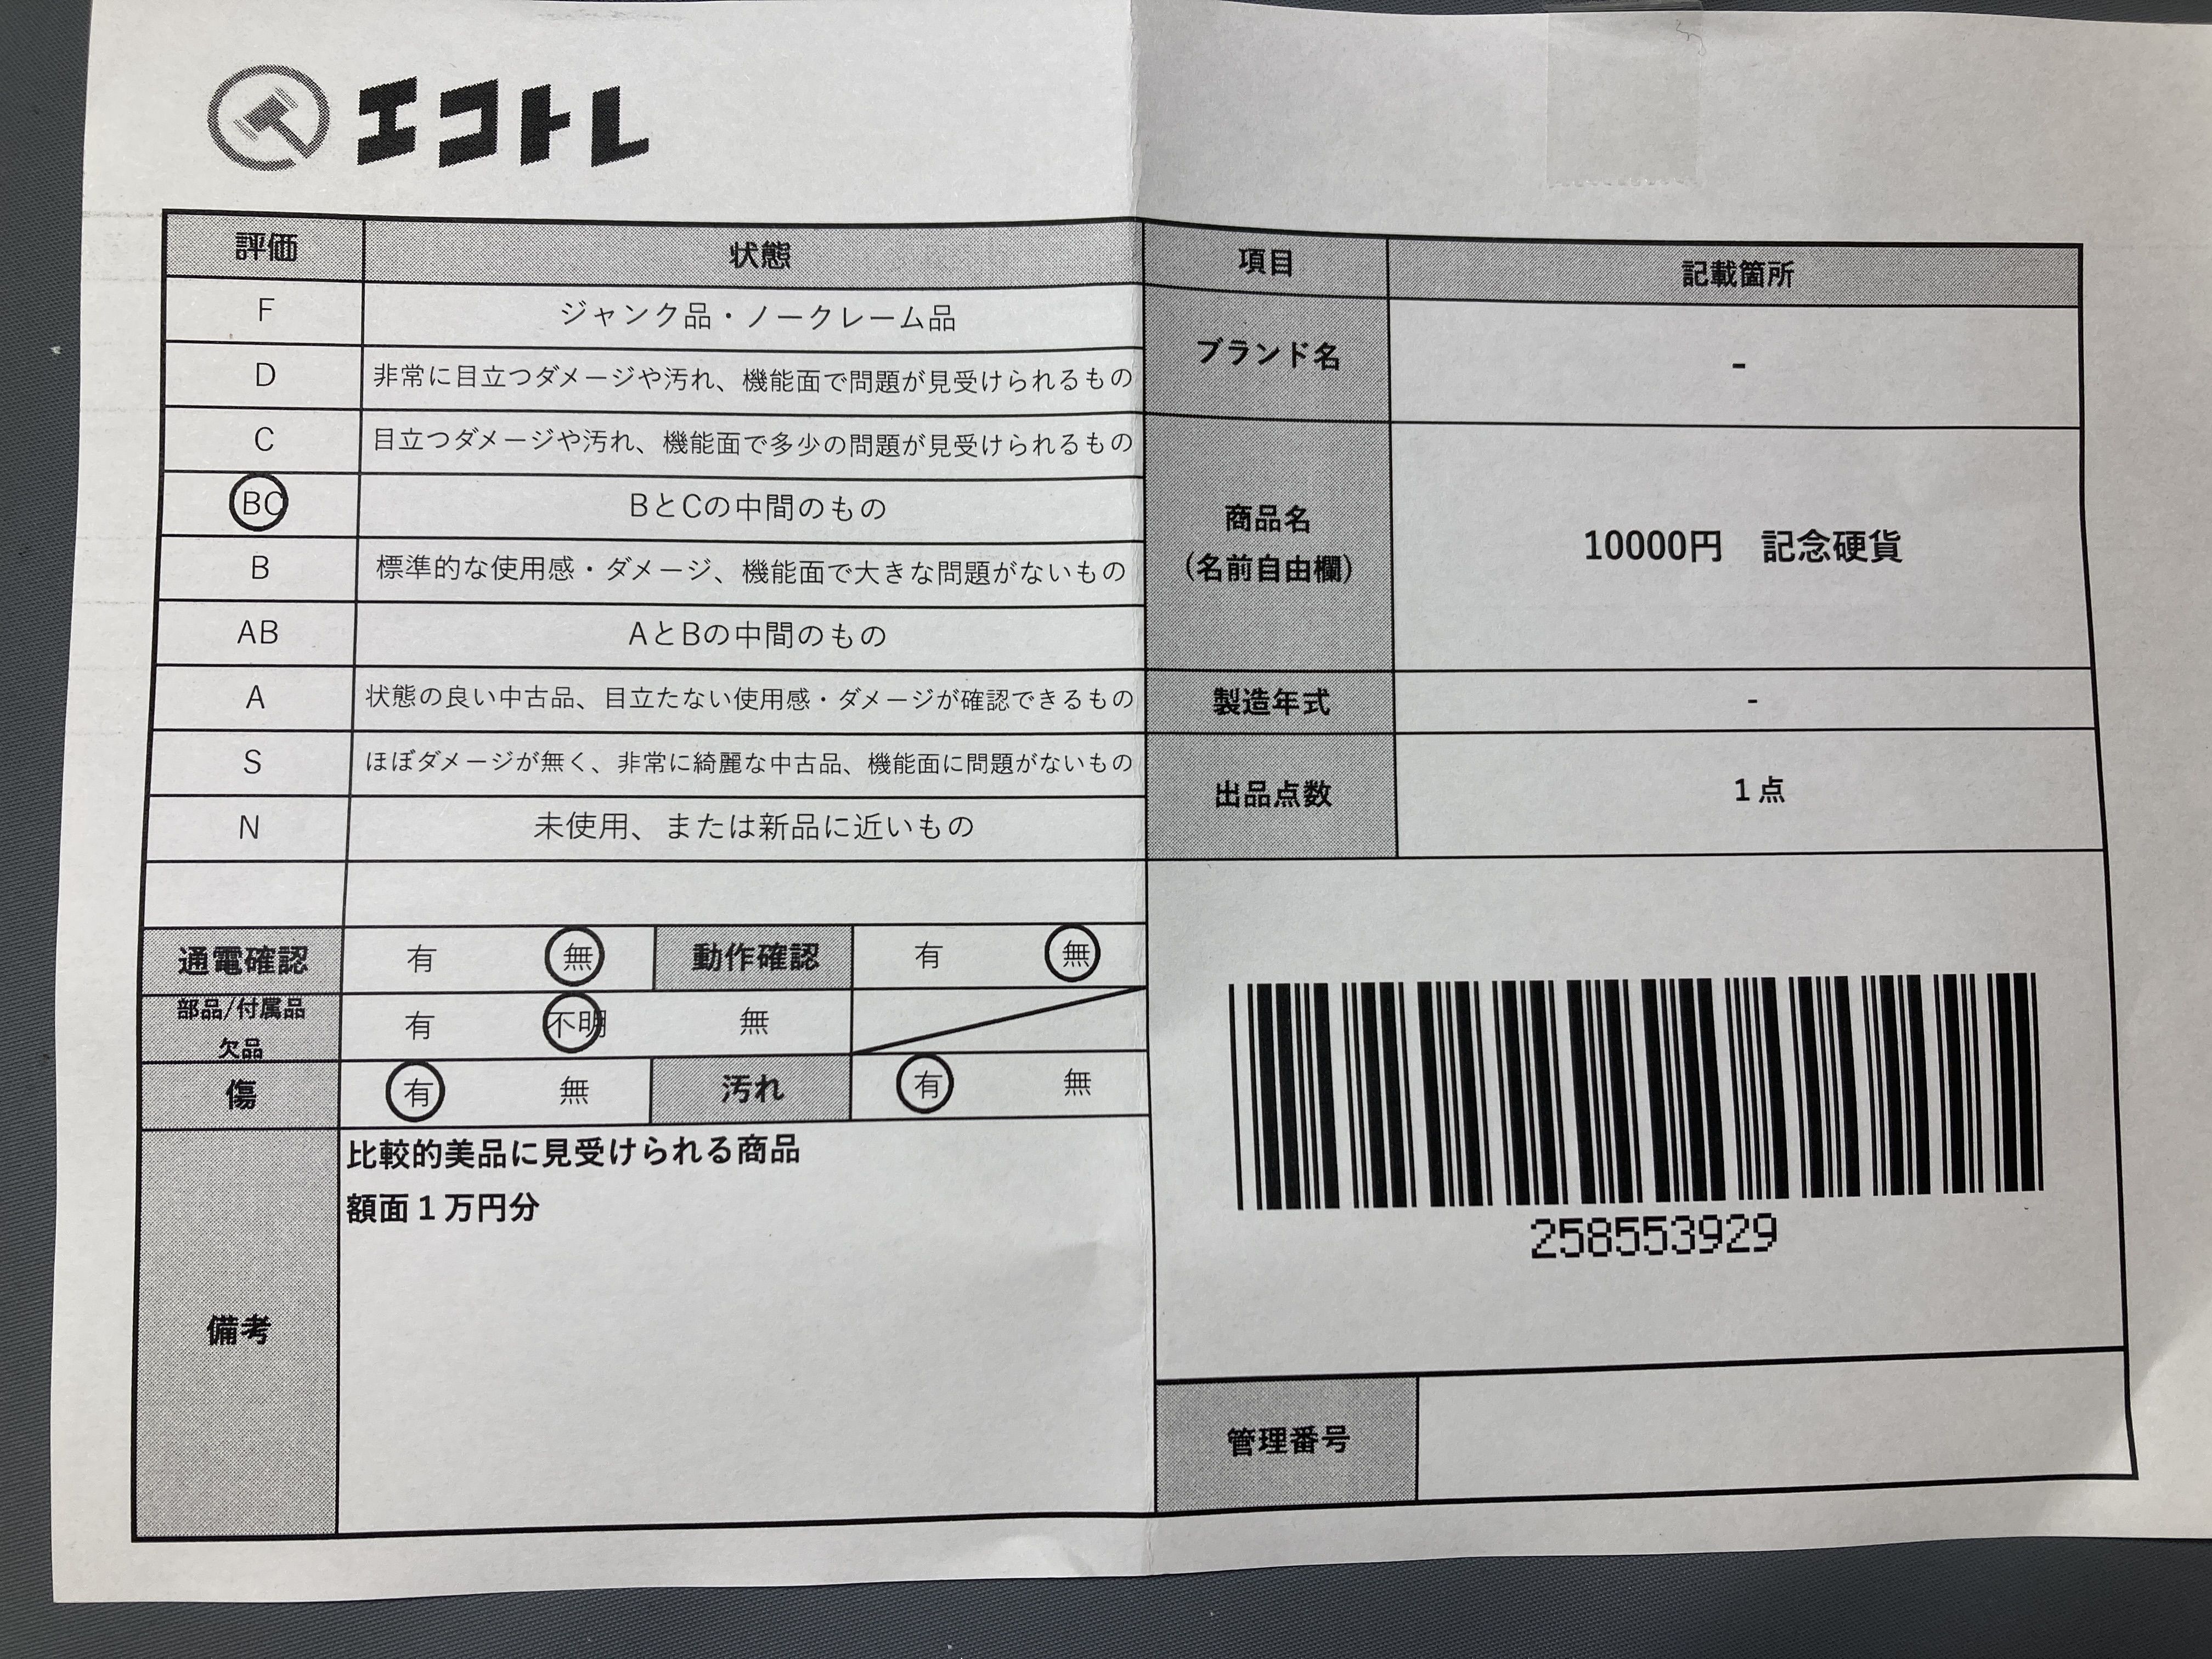 エコトレ
評価 状態
F ジャンク品・ノークレーム品
D 非常に目立つダメージや汚れ、機能面で問題が見受けられるもの
C 目立つダメージや汚れ、機能面で多少の問題が見受けられるもの
BC BとCの中間のもの
B 標準的な使用感・ダメージ、機能面で大きな問題がないもの
AB AとBの中間のもの
A 状態の良い中古品、目立たない使用感・ダメージが確認できるもの
S ほぼダメージが無く、非常に綺麗な中古品、機能面に問題がないもの
N 未使用、または新品に近いもの
通電確認 有 無 動作確認 有 無
部品/付属品
欠品
有 不明 無
傷 有 無 汚れ 有 無
備考
比較的美品に見受けられる商品
額面1万円分
項目 記載箇所
ブランド名 -
商品名
(名前自由欄)
10000円 記念硬貨
製造年式 -
出品点数 1点
258553929
管理番号